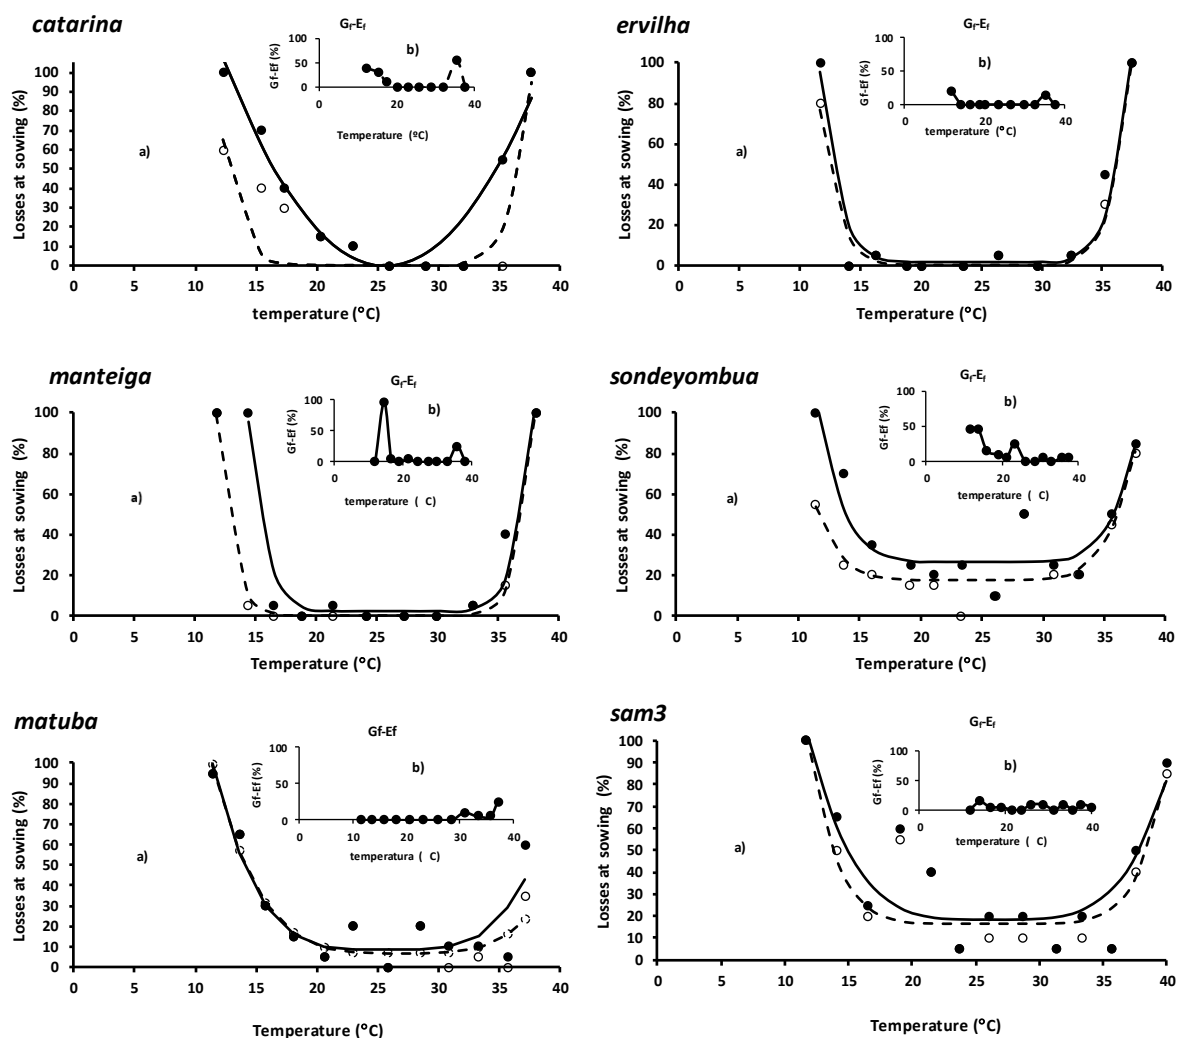 catarina
Gf-Ef
b)
Gf-Ef (%)
100
50
0
0 20 40
Temperature (ºC)
Losses at sowing (%)
100
90
80
70
60
50
40
30
20
10
0
a)
0 5 10 15 20 25 30 35 40
temperature (°C)
ervilha
Gf-Ef
b)
Gf-Ef (%)
100
50
0
0 20 40
temperature (°C)
Losses at sowing (%)
100
80
60
40
20
0
a)
0 5 10 15 20 25 30 35 40
Temperature (°C)
manteiga
Gf-Ef
b)
Gf-Ef (%)
100
50
0
0 20 40
temperature ( C)
Losses at sowing (%)
100
80
60
40
20
0
a)
0 5 10 15 20 25 30 35 40
Temperature (°C)
sondeyombua
Gf-Ef
b)
Gf-Ef (%)
100
50
0
0 20 40
temperature ( C)
Losses at sowing (%)
100
80
60
40
20
0
a)
0 5 10 15 20 25 30 35 40
Temperature (°C)
matuba
Gf-Ef
b)
Gf-Ef (%)
100
50
0
0 10 20 30 40
temperatura ( C)
Losses at sowing (%)
100
90
80
70
60
50
40
30
20
10
0
a)
0 5 10 15 20 25 30 35 40
Temperature (°C)
sam3
Gf-Ef
b)
Gf-Ef (%)
100
50
0
0 20 40
temperature ( C)
Losses at sowing (%)
100
90
80
70
60
50
40
30
20
10
0
a)
0 5 10 15 20 25 30 35 40
Temperature (°C)